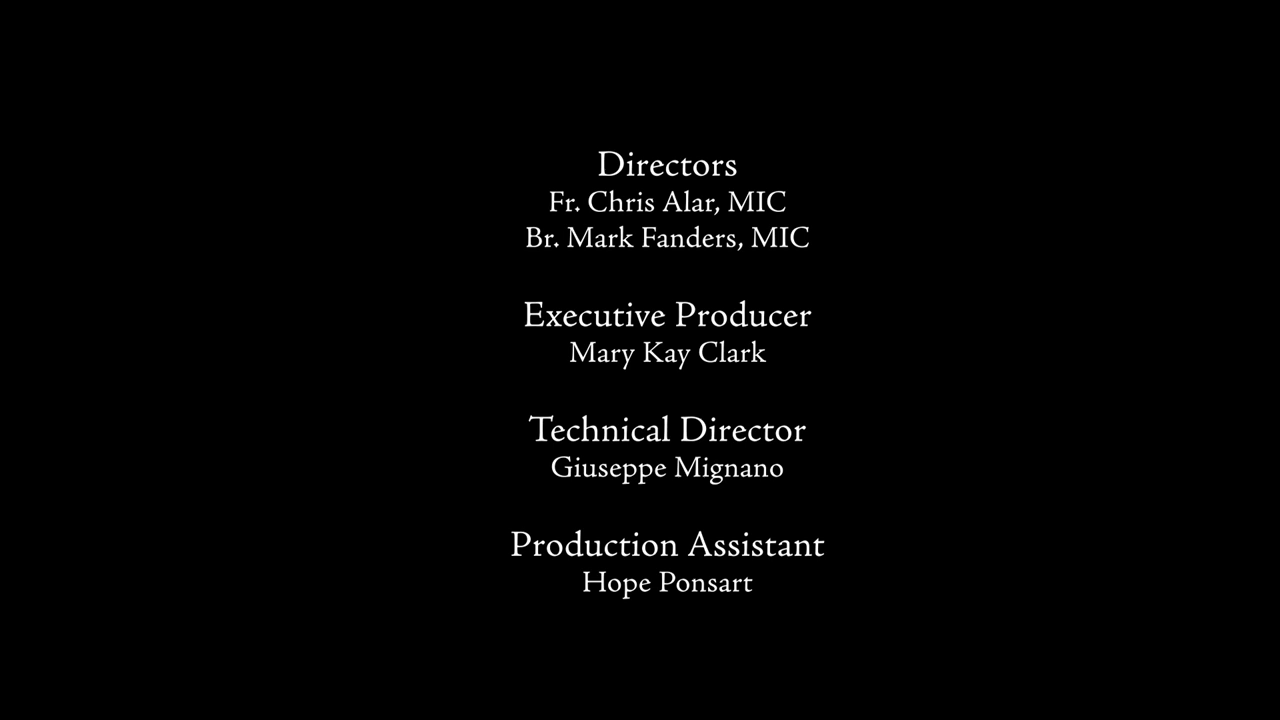 Directors
Fr. Chris Alar, MIC
Br. Mark Fanders, MIC
Executive Producer
Mary Kay Clark
Technical Director
Giuseppe Mignano
Production Assistant
Hope Ponsart